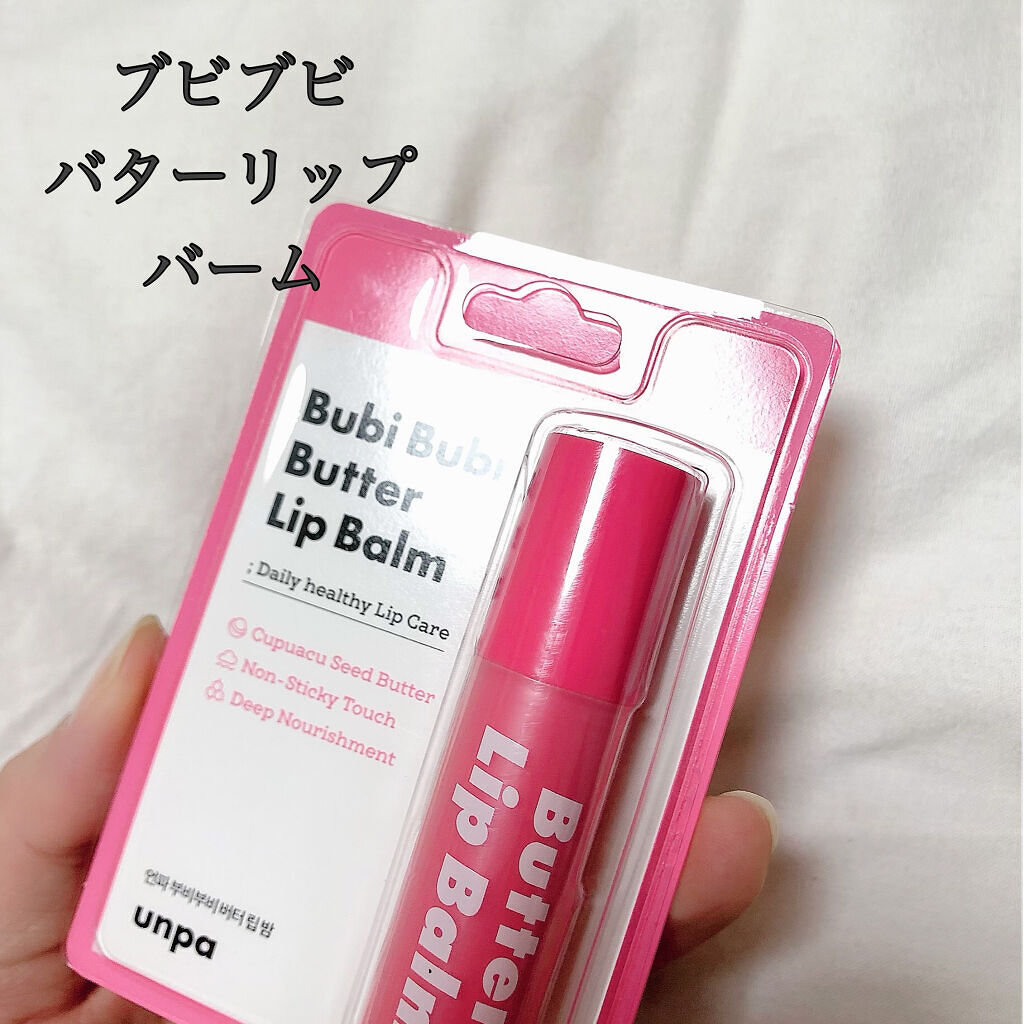 ブビブビ
バターリップ
バーム
Bubi Bubi
Butter
Lip Balm
; Daily healthy Lip Care
Cupuacu Seed Butter
Non-Sticky Touch
Deep Nourishment
언파 부비부비 버터 립밤
unpa
Butter
Lip Balm